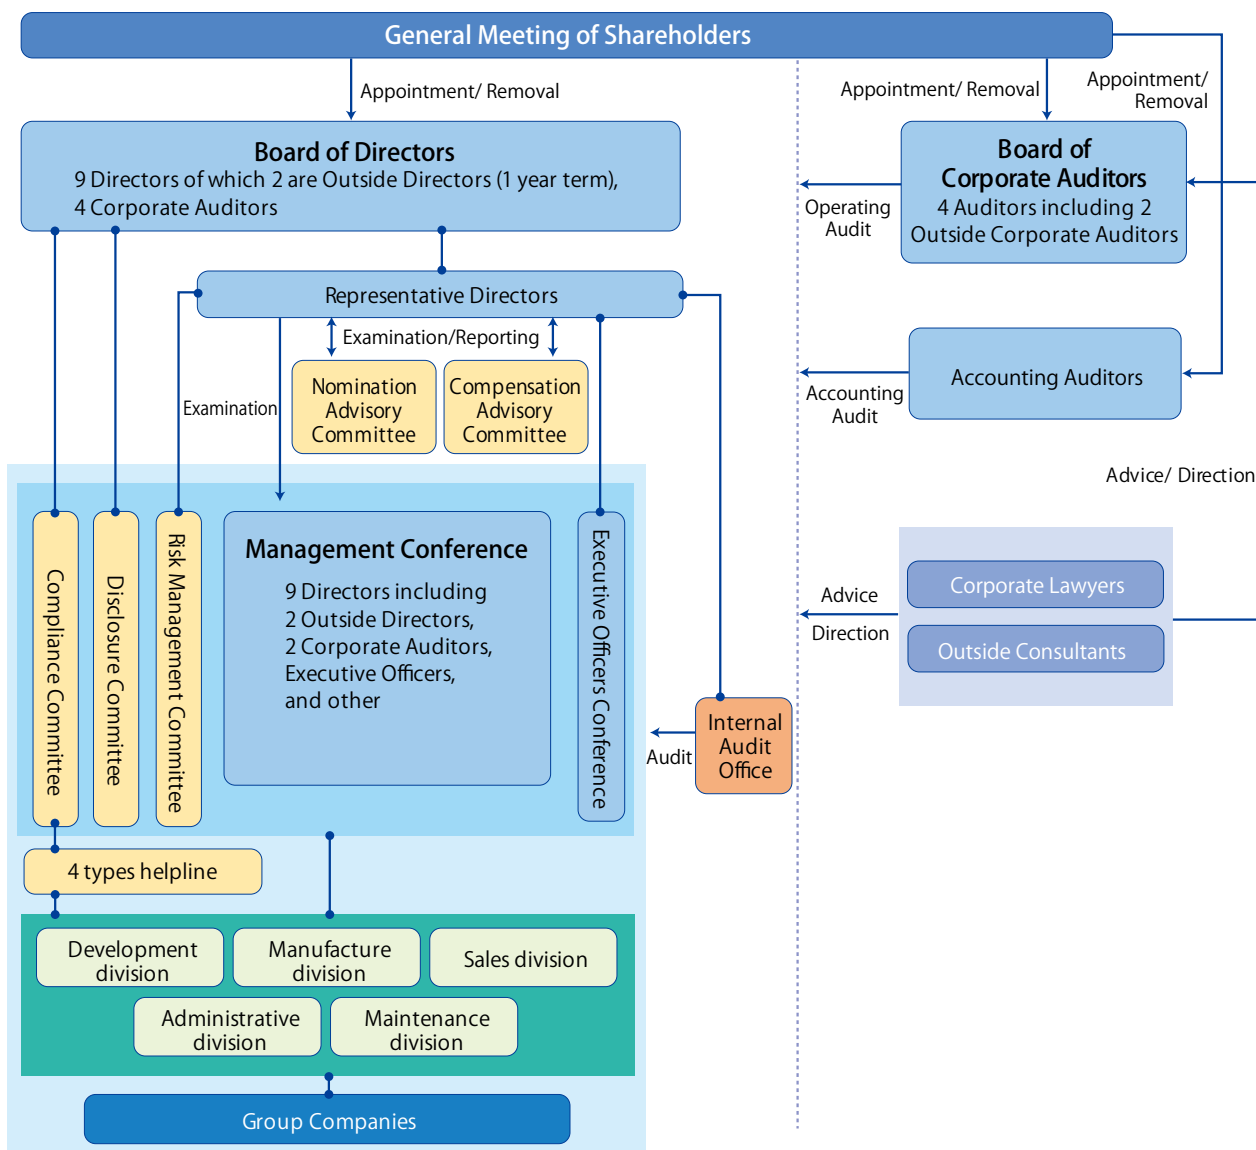 General Meeting of Shareholders
Appointment/ Removal
Appointment/ Removal
Appointment/
Removal
Board of Directors
9 Directors of which 2 are Outside Directors (1 year term),
4 Corporate Auditors
Board of
Corporate Auditors
4 Auditors including 2
Outside Corporate Auditors
Operating
Audit
Representative Directors
Examination/Reporting
Nomination
Advisory
Committee
Compensation
Advisory
Committee
Examination
Accounting Auditors
Accounting
Audit
Advice/ Direction
Compliance Committee
Disclosure Committee
Risk Management Committee
Management Conference
9 Directors including
2 Outside Directors,
2 Corporate Auditors,
Executive Officers,
and other
Executive Officers Conference
Corporate Lawyers
Outside Consultants
Advice
Direction
Internal
Audit
Office
Audit
4 types helpline
Development
division
Manufacture
division
Sales division
Administrative
division
Maintenance
division
Group Companies